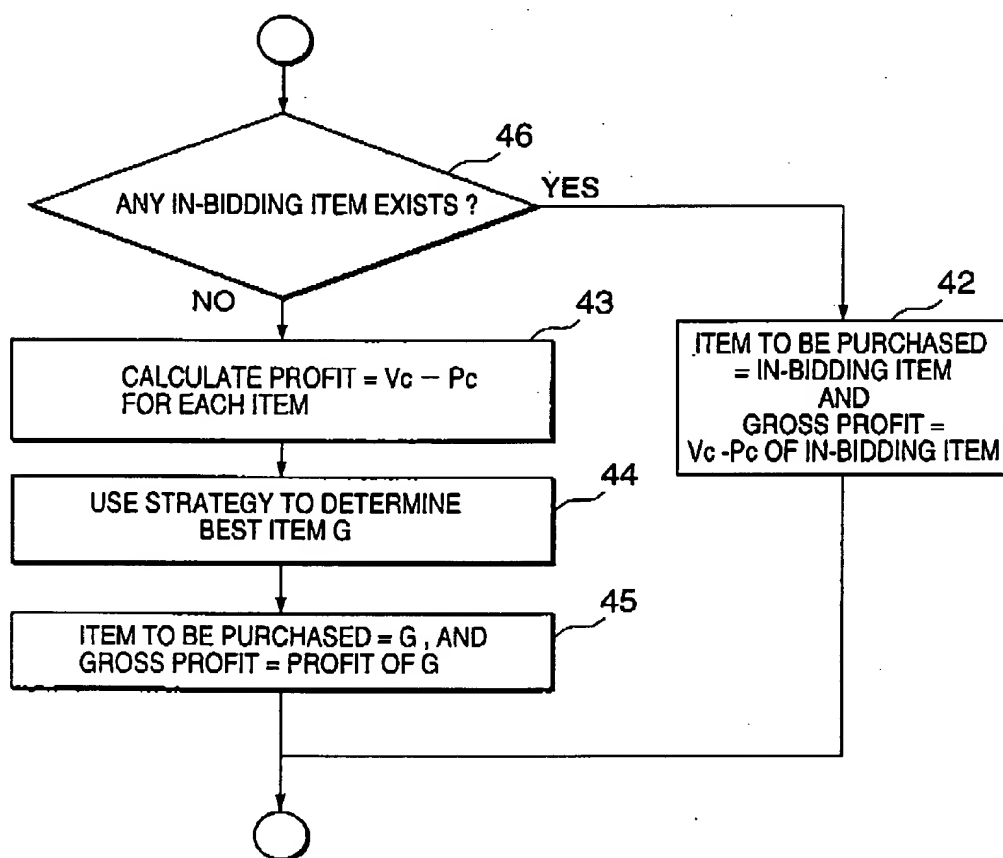 46
ANY IN-BIDDING ITEM EXISTS ?
YES
NO
43
CALCULATE PROFIT = Vc – Pc
FOR EACH ITEM
42
ITEM TO BE PURCHASED
= IN-BIDDING ITEM
AND
GROSS PROFIT =
Vc -Pc OF IN-BIDDING ITEM
44
USE STRATEGY TO DETERMINE
BEST ITEM G
45
ITEM TO BE PURCHASED = G , AND
GROSS PROFIT = PROFIT OF G